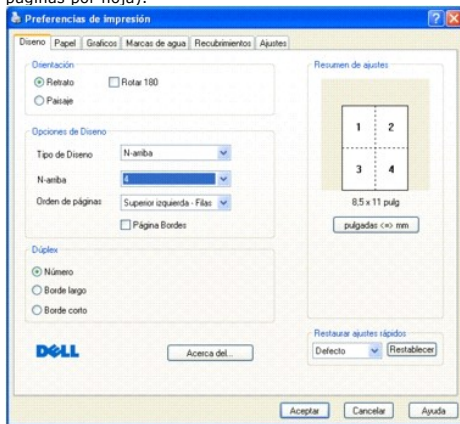 páginas por hoja).
Preferencias de impresión
Diseno Papel Graficos Marcas de agua Recubrimientos Ajustes
Orientación
Retrato Rotar 180
Paisaje
Opciones de Diseno
Tipo de Diseno N-arriba
N-arriba 4
Orden de páginas Superior izquierda - Filas
Página Bordes
Dúplex
Número
Borde largo
Borde corto
DELL
Acerca del...
Resumen de ajustes
1 2
3 4
8,5 x 11 pulg
pulgadas <=> mm
Restaurar ajustes rápidos
Defecto Restablecer
Aceptar Cancelar Ayuda